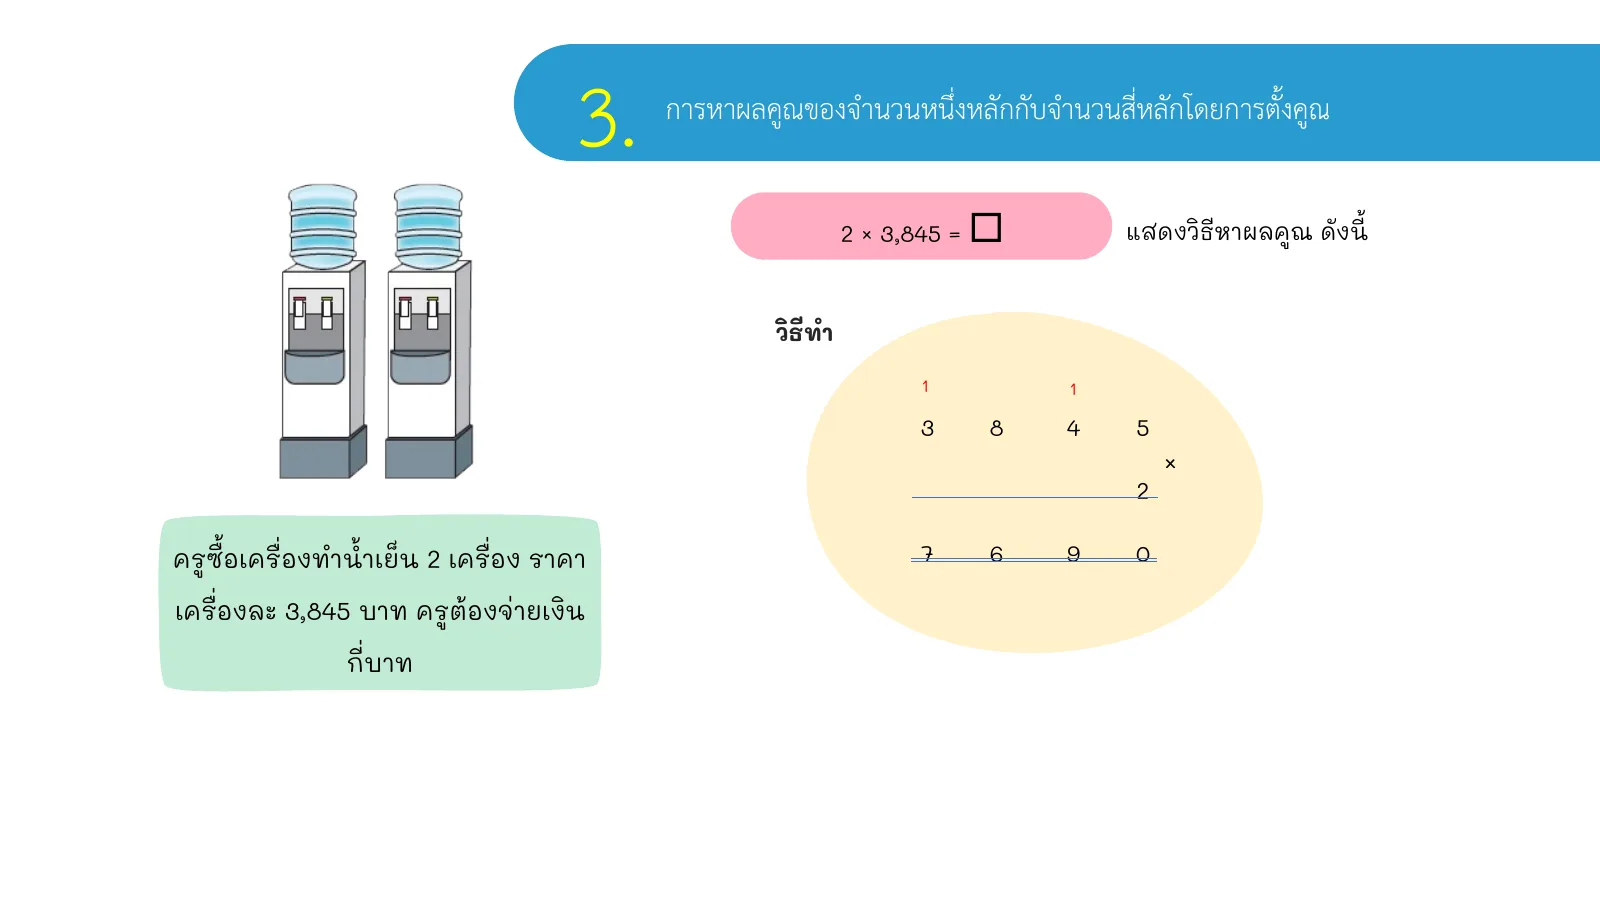 3. การหาผลคูณของจำนวนหนึ่งหลักกับจำนวนสี่หลักโดยการตั้งคูณ
2 × 3,845 = □ แสดงวิธีหาผลคูณ ดังนี้
วิธีทำ
1 1
3 8 4 5
×
2
7 6 9 0
ครูซื้อเครื่องทำน้ำเย็น 2 เครื่อง ราคา
เครื่องละ 3,845 บาท ครูต้องจ่ายเงิน
กี่บาท